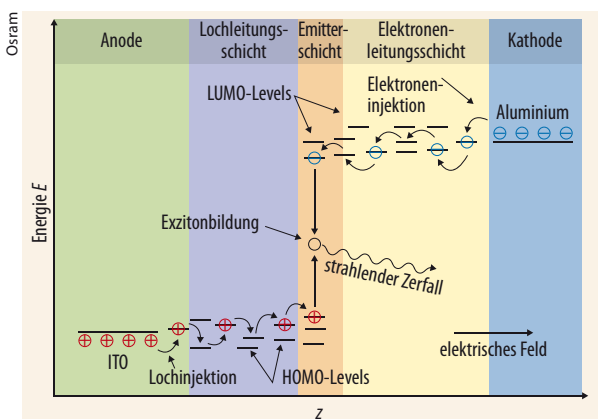 Osram
Anode
Lochleitungs-
schicht
Emitter-
schicht
Elektronen-
leitungsschicht
Kathode
LUMO-Levels
Elektronen-
injektion
Aluminium
Energie E
Exzitonbildung
strahlender Zerfall
ITO
Lochinjektion
HOMO-Levels
elektrisches Feld
z